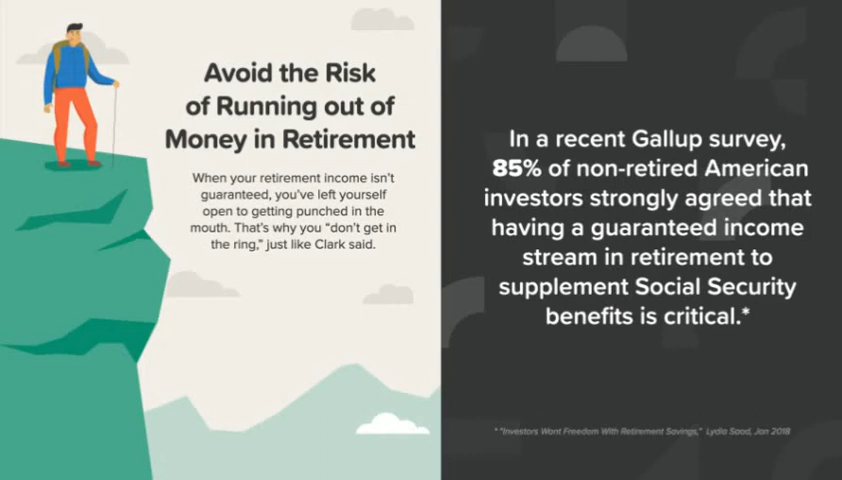 Avoid the Risk
of Running out of
Money in Retirement
When your retirement income isn't
guaranteed, you've left yourself
open to getting punched in the
mouth. That's why you “don't get in
the ring,” just like Clark said.
In a recent Gallup survey,
85% of non-retired American
investors strongly agreed that
having a guaranteed income
stream in retirement to
supplement Social Security
benefits is critical.*
* "Investors Want Freedom With Retirement Savings," Lydia Saad, Jan 2018